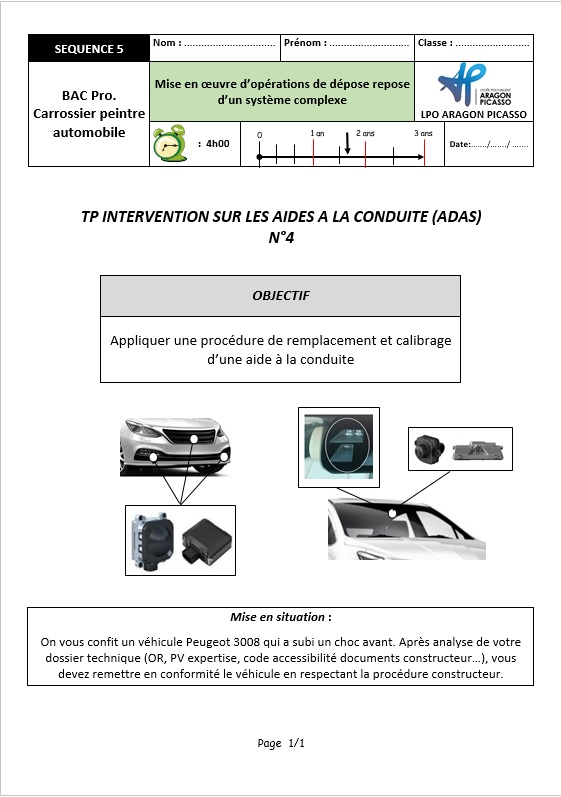 SEQUENCE 5
Nom : ................................
Prénom : ............................
Classe : ..........................
BAC Pro.
Carrossier peintre
automobile
Mise en œuvre d’opérations de dépose repose
d’un système complexe
LYCÉE POLYVALENT
ARAGON
PICASSO
LPO ARAGON PICASSO
: 4h00
0
1 an
2 ans
3 ans
Date:....../......./ .......
TP INTERVENTION SUR LES AIDES A LA CONDUITE (ADAS)
N°4
OBJECTIF
Appliquer une procédure de remplacement et calibrage
d’une aide à la conduite
Mise en situation :
On vous confit un véhicule Peugeot 3008 qui a subi un choc avant. Après analyse de votre
dossier technique (OR, PV expertise, code accessibilité documents constructeur…), vous
devez remettre en conformité le véhicule en respectant la procédure constructeur.
Page 1/1